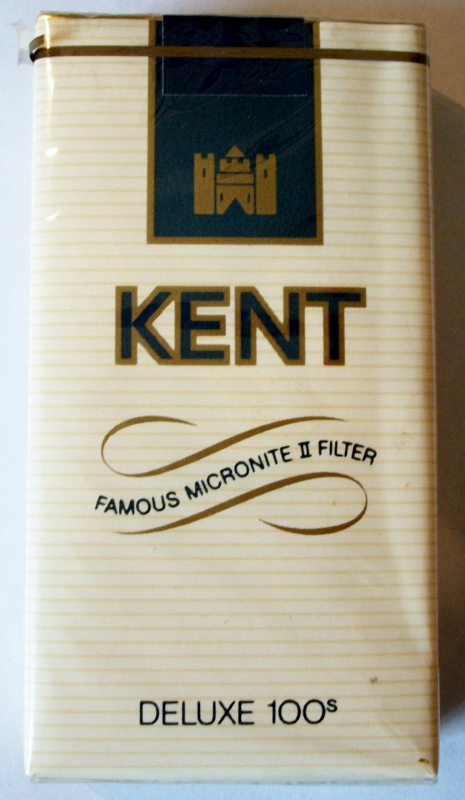 KENT
FAMOUS MICRONITE II FILTER
DELUXE 100s